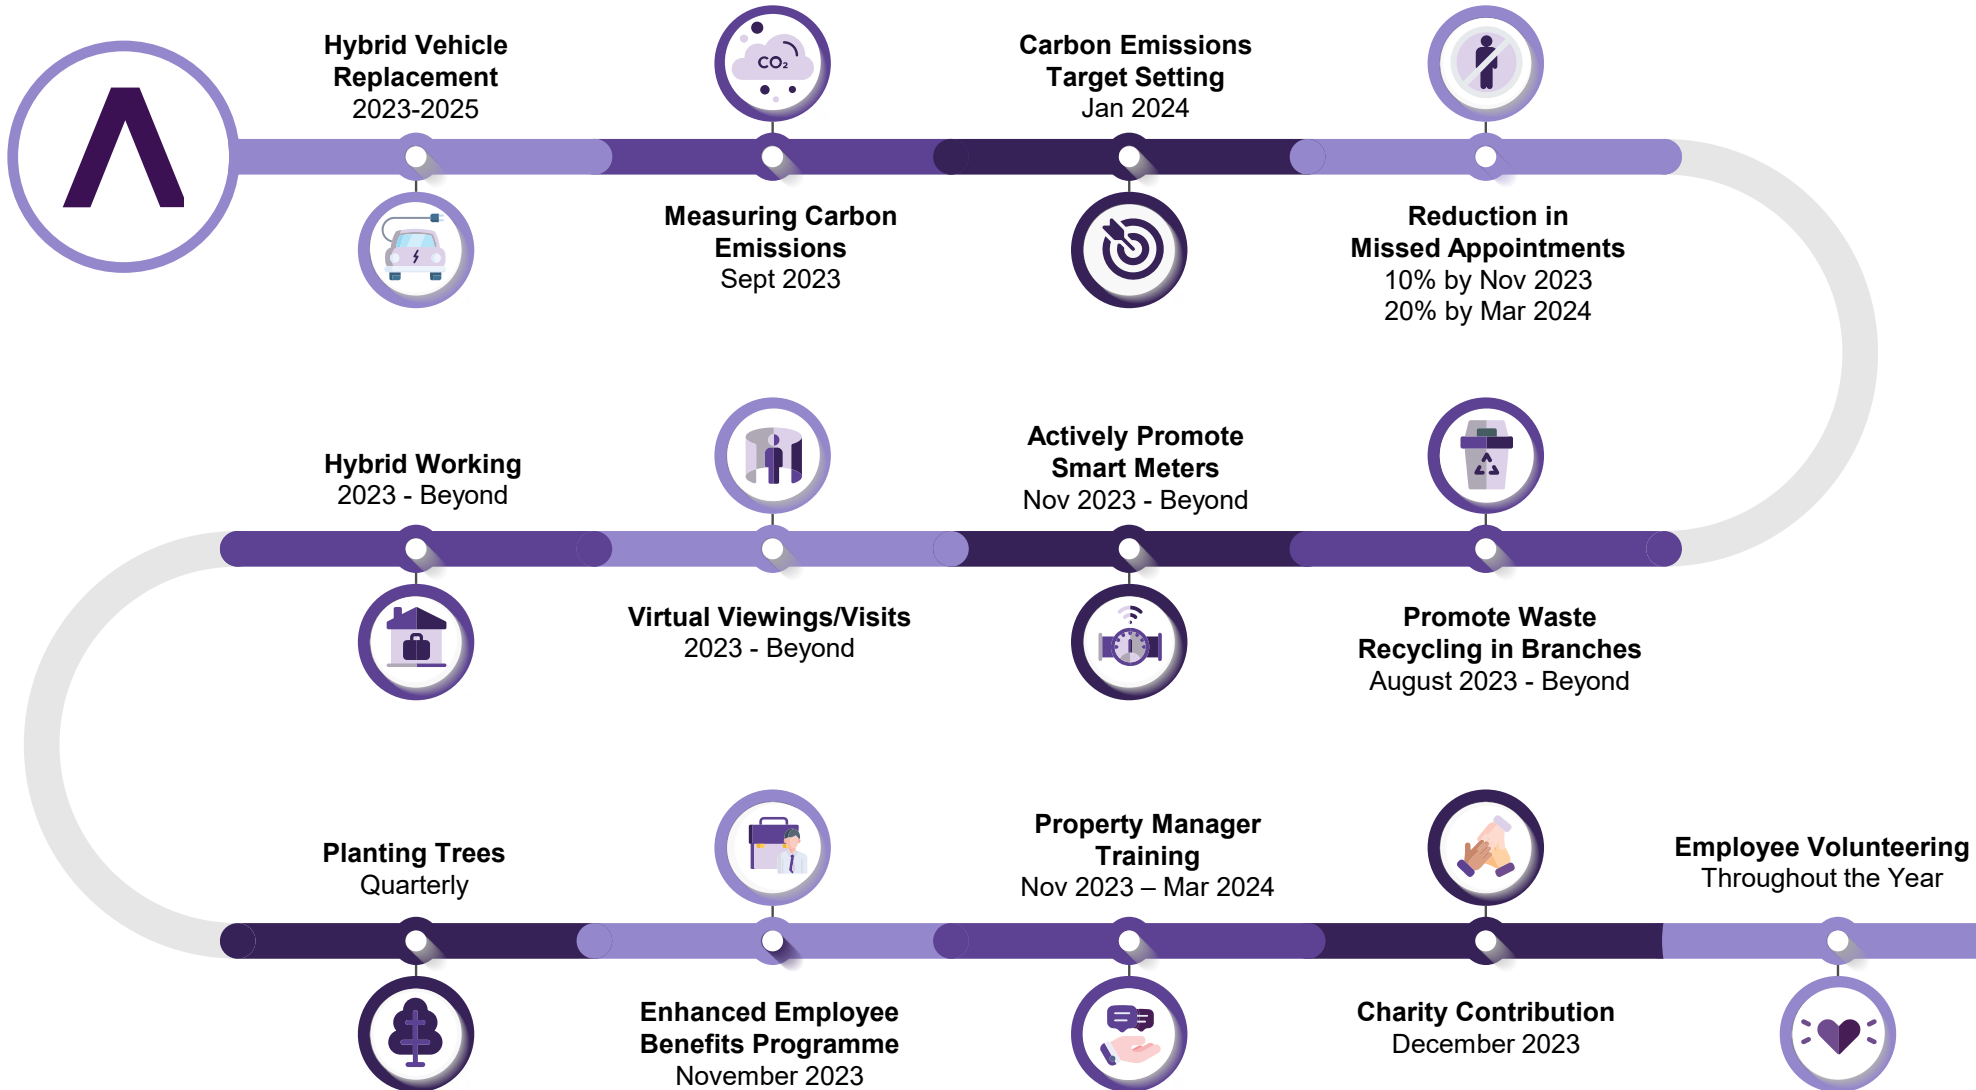 Hybrid Vehicle
Replacement
2023-2025
CO₂
Measuring Carbon
Emissions
Sept 2023
Carbon Emissions
Target Setting
Jan 2024
Reduction in
Missed Appointments
10% by Nov 2023
20% by Mar 2024
Hybrid Working
2023 - Beyond
Virtual Viewings/Visits
2023 - Beyond
Actively Promote
Smart Meters
Nov 2023 - Beyond
Promote Waste
Recycling in Branches
August 2023 - Beyond
Planting Trees
Quarterly
Enhanced Employee
Benefits Programme
November 2023
Property Manager
Training
Nov 2023 – Mar 2024
Charity Contribution
December 2023
Employee Volunteering
Throughout the Year